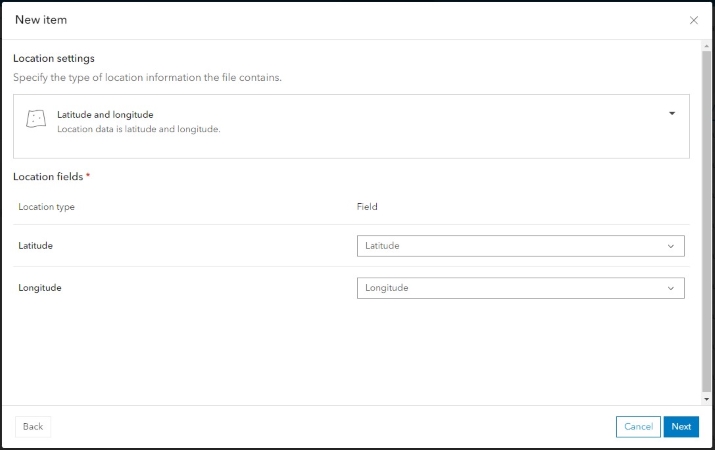 New item
Location settings
Specify the type of location information the file contains.
Latitude and longitude
Location data is latitude and longitude.
Location fields *
Location type Field
Latitude Latitude
Longitude Longitude
Back Cancel Next